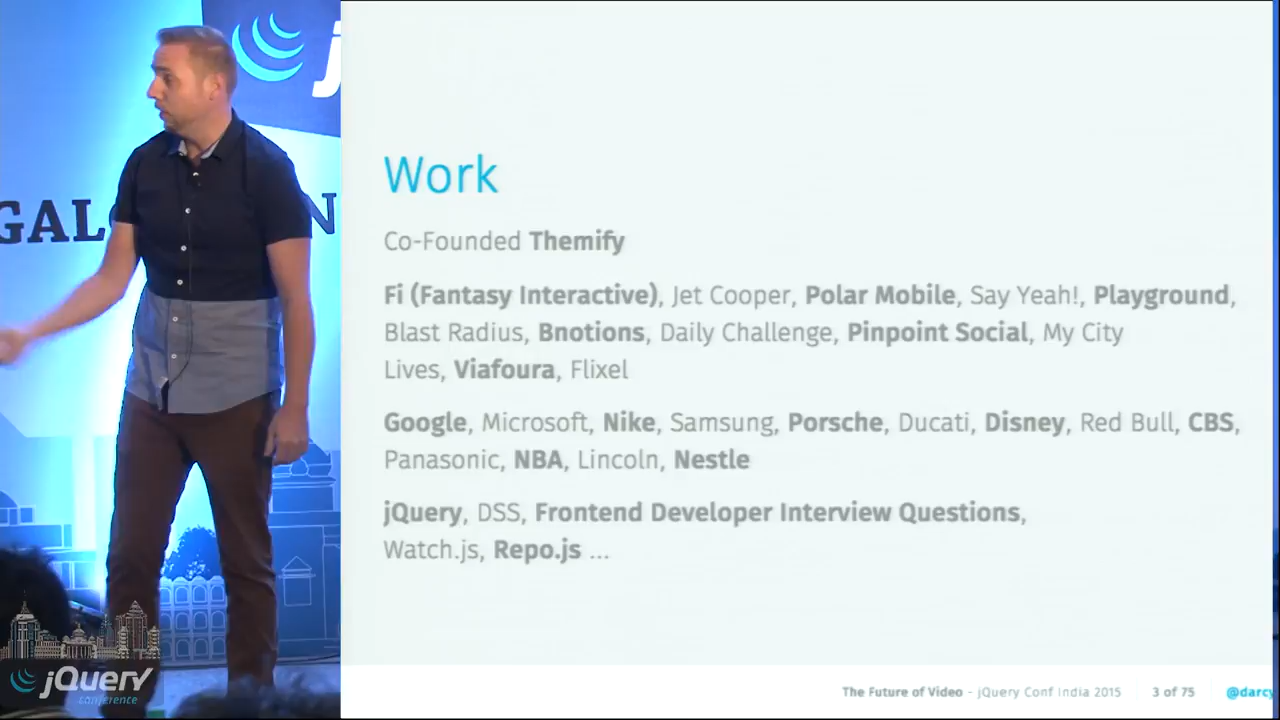 Work
Co-Founded Themify
Fi (Fantasy Interactive), Jet Cooper, Polar Mobile, Say Yeah!, Playground,
Blast Radius, Bnotions, Daily Challenge, Pinpoint Social, My City
Lives, Viafoura, Flixel
Google, Microsoft, Nike, Samsung, Porsche, Ducati, Disney, Red Bull, CBS,
Panasonic, NBA, Lincoln, Nestle
jQuery, DSS, Frontend Developer Interview Questions,
Watch.js, Repo.js ...
The Future of Video - jQuery Conf India 2015 3 of 75 @darcy
jQuery
conference